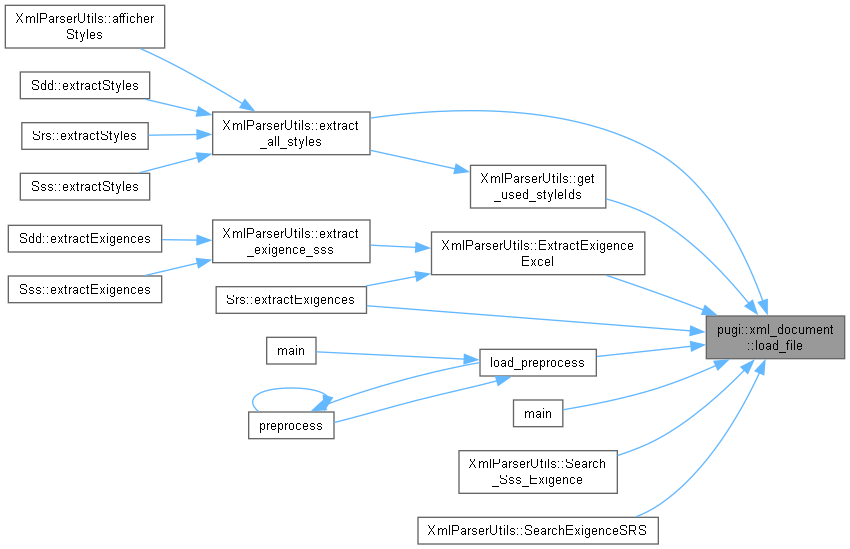 XmlParserUtils::afficher
Styles
Sdd::extractStyles
Srs::extractStyles
Sss::extractStyles
XmlParserUtils::extract
_all_styles
XmlParserUtils::get
_used_styleIds
Sdd::extractExigences
Sss::extractExigences
XmlParserUtils::extract
_exigence_sss
Srs::extractExigences
XmlParserUtils::ExtractExigence
Excel
pugi::xml_document
::load_file
main
load_preprocess
preprocess
main
XmlParserUtils::Search
_Sss_Exigence
XmlParserUtils::SearchExigenceSRS